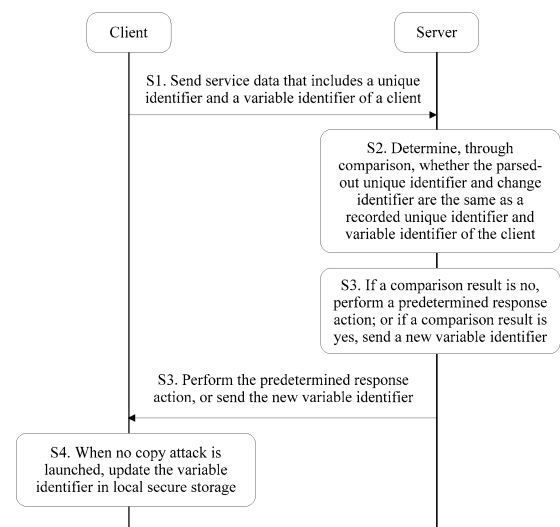 Client
Server
S1. Send service data that includes a unique
identifier and a variable identifier of a client
S2. Determine, through
comparison, whether the parsed-
out unique identifier and change
identifier are the same as a
recorded unique identifier and
variable identifier of the client
S3. If a comparison result is no,
perform a predetermined response
action; or if a comparison result is
yes, send a new variable identifier
S3. Perform the predetermined response
action, or send the new variable identifier
S4. When no copy attack is
launched, update the variable
identifier in local secure storage